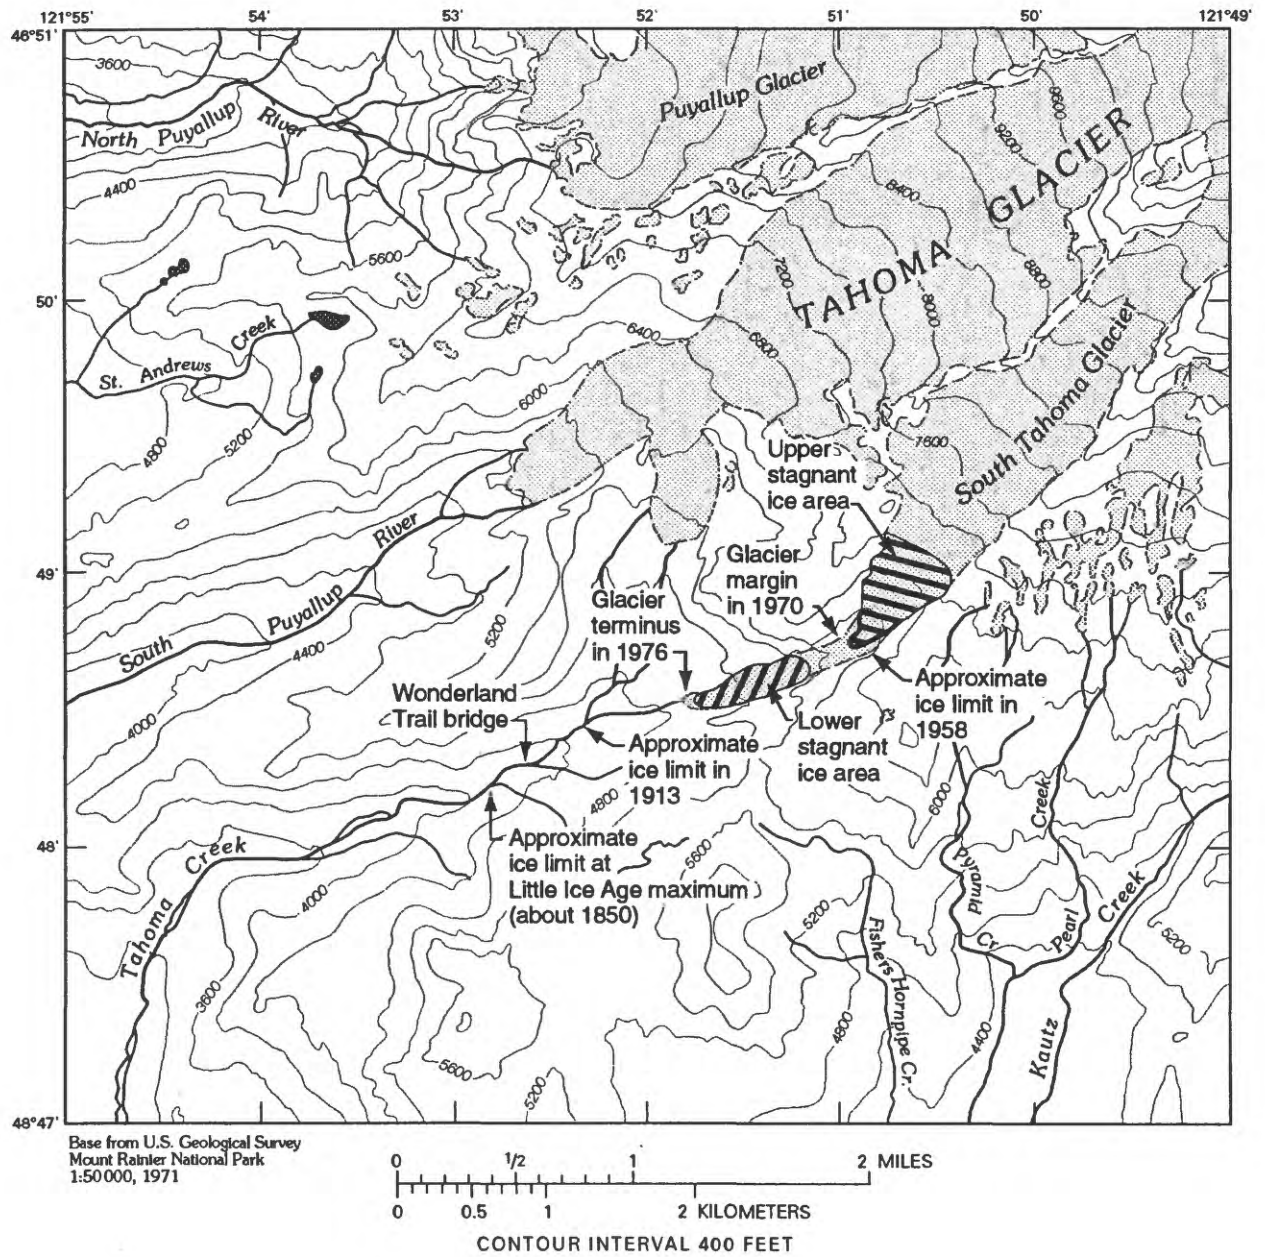 121°55'
54'
53'
52'
51'
50'
121°49'
46°51'
3600
Puyallup Glacier
9600
North Puyallup River
9200
GLACIER
4400
8400
5600
7200
TAHOMA
8800
50'
8000
6400
6800
St. Andrews Creek
6000
South Tahoma Glacier
4800
5200
7600
Upper
stagnant
ice area
South Puyallup River
49'
Glacier
margin
in 1970
Glacier
terminus
in 1976
5200
4400
Approximate
ice limit in
1958
Wonderland
Trail bridge
4000
Lower
stagnant
ice area
Approximate
ice limit in
1913
4800
6000
Creek
48'
Tahoma Creek
Approximate
ice limit at
Little Ice Age maximum
(about 1850)
5600
4000
5200
Pyramid Cr
Pearl
Kautz Creek
5200
Fishers Hornpipe Cr.
3600
4800
4400
5600
5200
48°47'
Base from U.S. Geological Survey
Mount Rainier National Park
1:50 000, 1971
0 1/2 1 2 MILES
0 0.5 1 2 KILOMETERS
CONTOUR INTERVAL 400 FEET